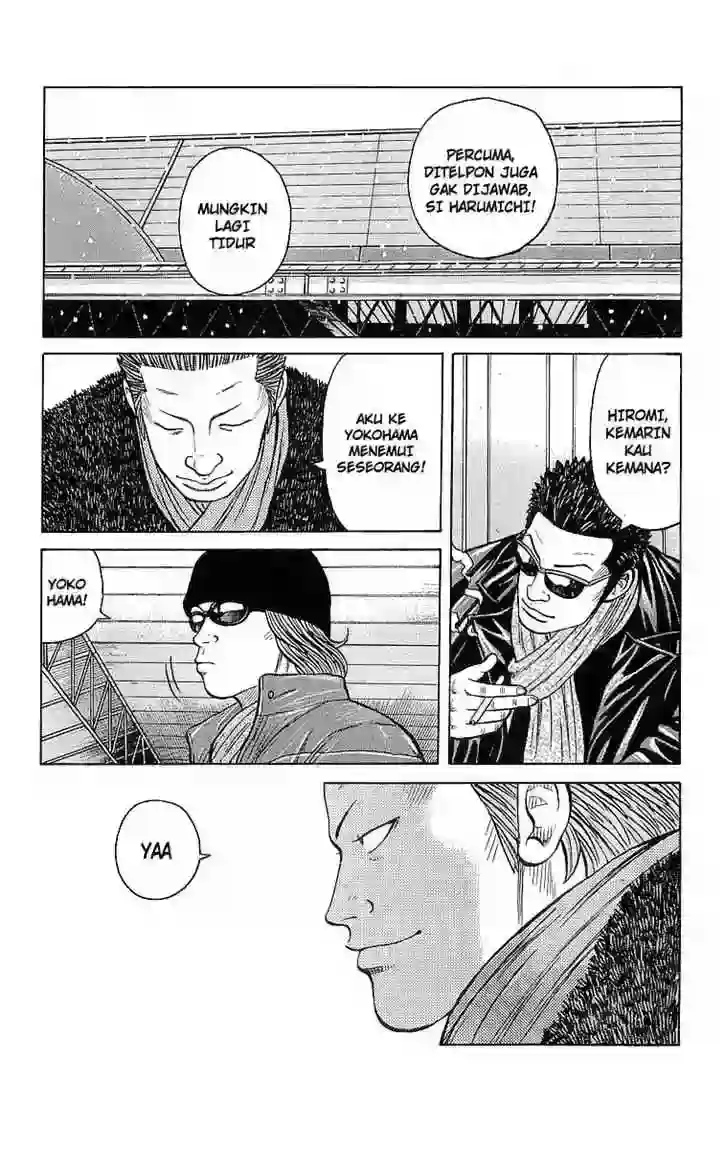 PERCUMA,
DITELPON JUGA
GAK DIJAWAB,
SI HARUMICHI!
MUNGKIN
LAGI
TIDUR
HIROMI,
KEMARIN
KAU
KEMANA?
AKU KE
YOKOHAMA
MENEMUI
SESEORANG!
YOKO
HAMA!
YAA